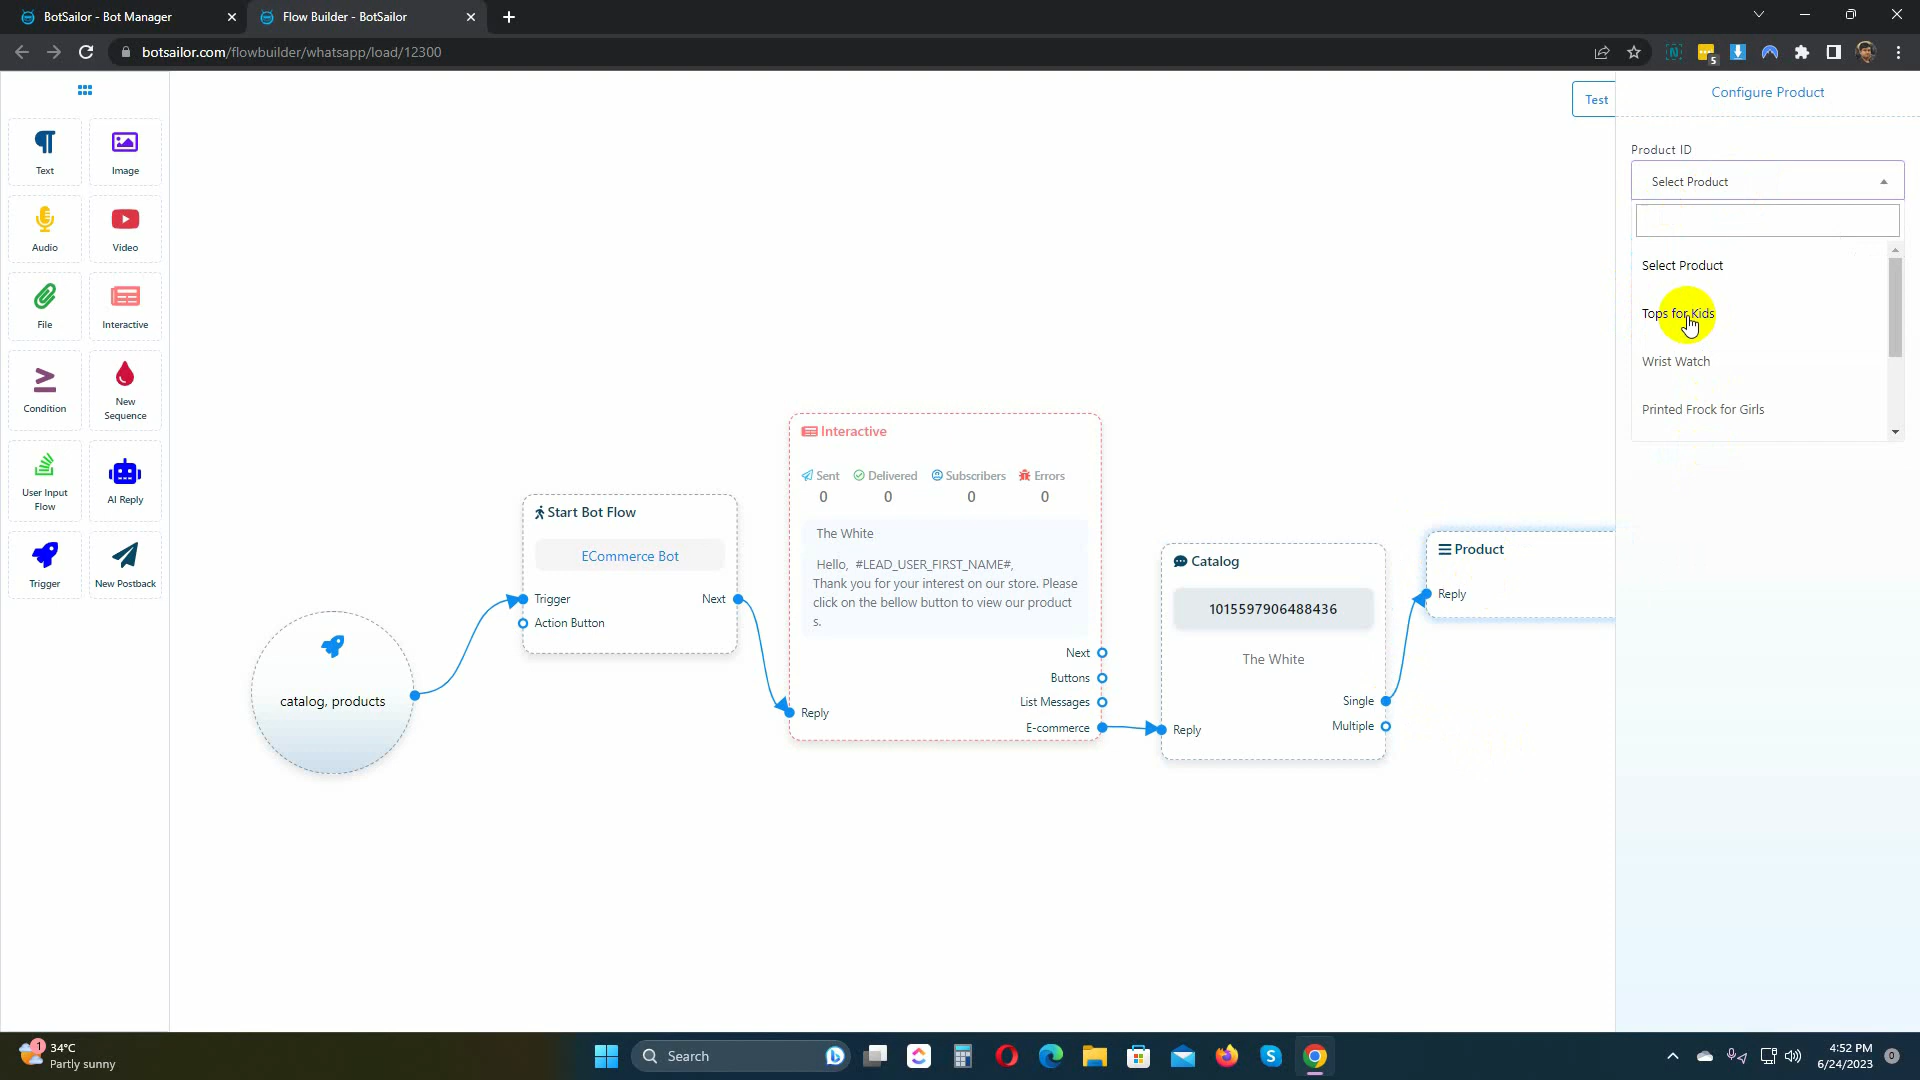 BotSailor - Bot Manager
Flow Builder - BotSailor
botsailor.com/flowbuilder/whatsapp/load/12300
5
Text
Image
Audio
Video
File
Interactive
Condition
New
Sequence
User Input
Flow
AI Reply
Trigger
New Postback
Test
Configure Product
Product ID
Select Product
Select Product
Tops for Kids
Wrist Watch
Printed Frock for Girls
catalog, products
Start Bot Flow
ECommerce Bot
Trigger
Next
Action Button
Interactive
Sent
Delivered
Subscribers
Errors
0
0
0
0
The White
Hello, #LEAD_USER_FIRST_NAME#,
Thank you for your interest on our store. Please
click on the bellow button to view our product
s.
Next
Buttons
List Messages
Reply
E-commerce
Catalog
1015597906488436
The White
Single
Multiple
Reply
Product
Reply
1
34°C
Partly sunny
Search
4:52 PM
6/24/2023
0